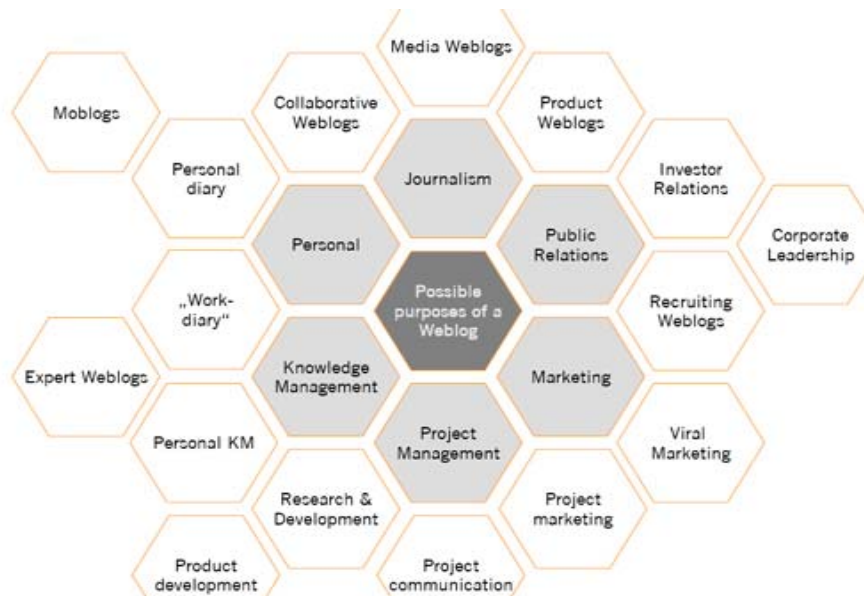 Media Weblogs
Moblogs
Collaborative
Weblogs
Product
Weblogs
Personal
diary
Journalism
Investor
Relations
Personal
Public
Relations
Corporate
Leadership
„Work-
diary“
Possible
purposes of a
Weblog
Recruiting
Weblogs
Expert Weblogs
Knowledge
Management
Marketing
Personal KM
Project
Management
Viral
Marketing
Research &
Development
Project
marketing
Product
development
Project
communication